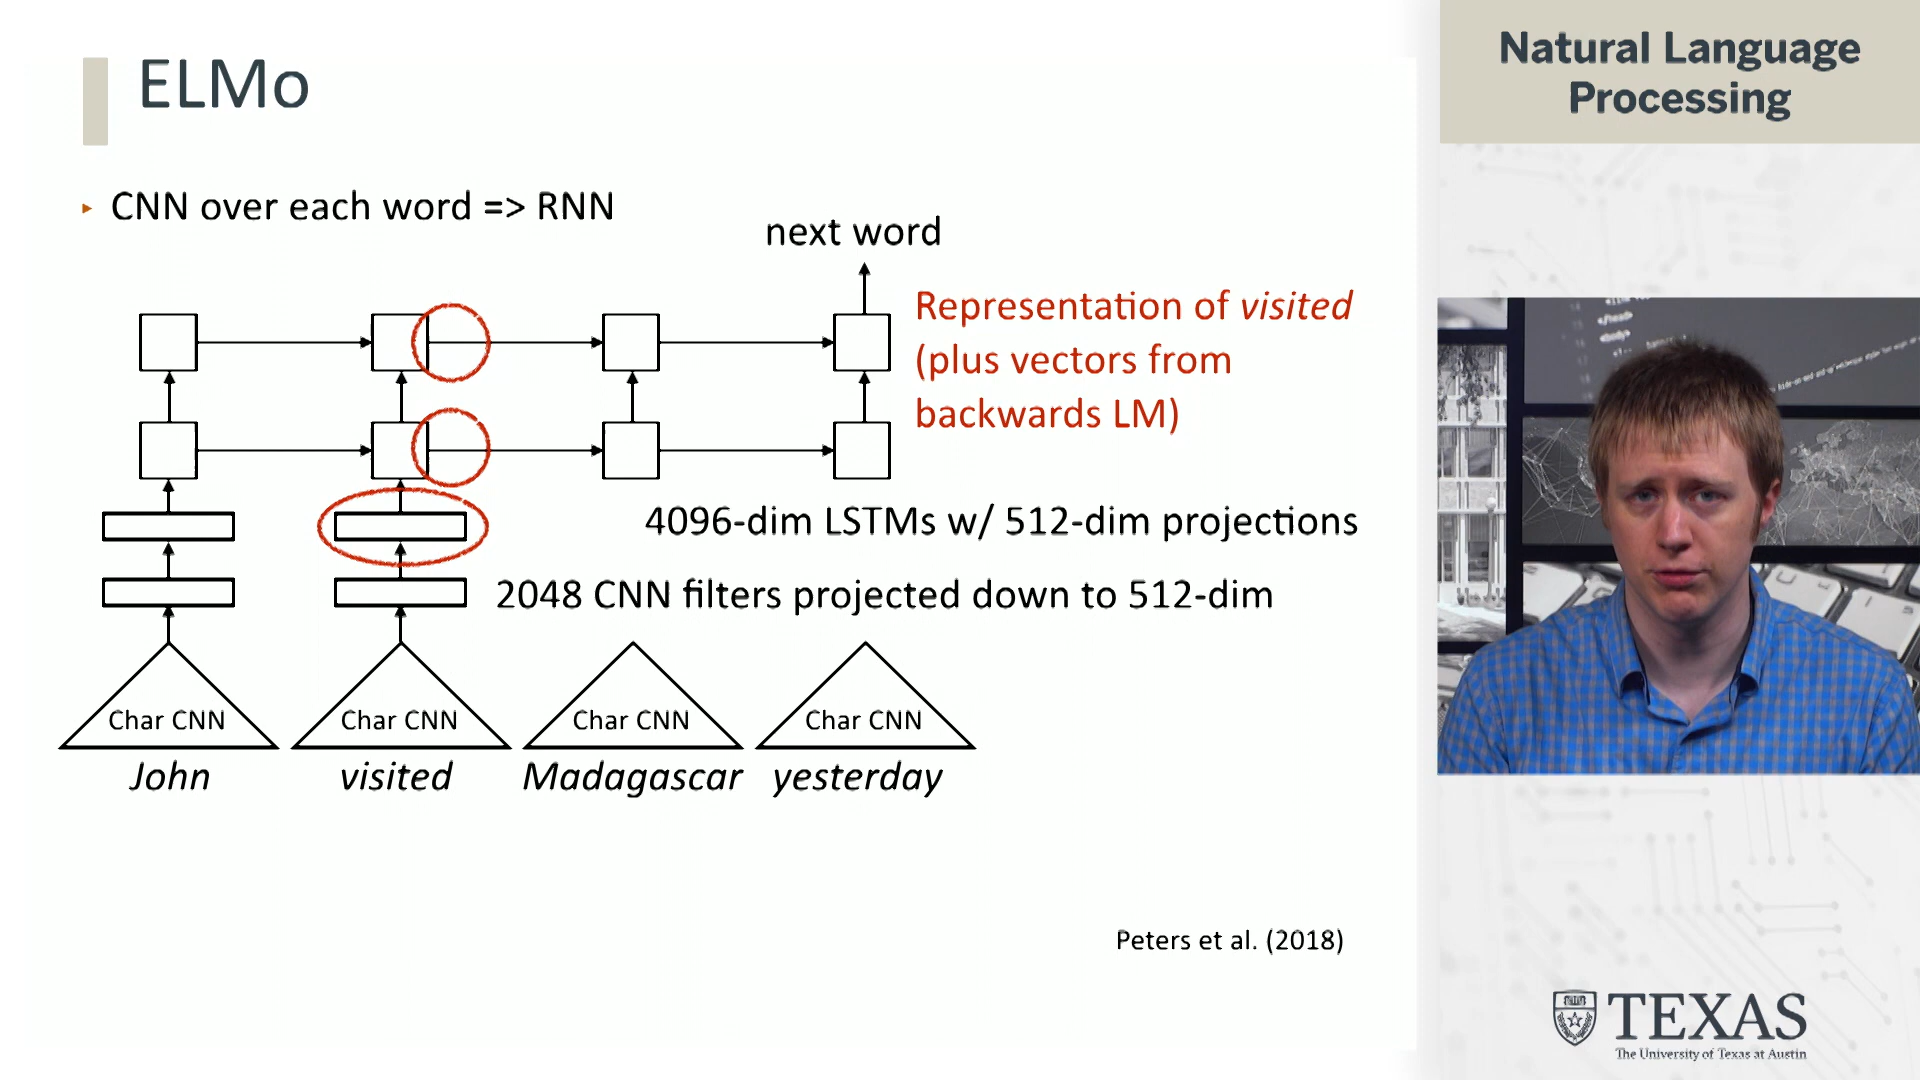 ELMo
CNN over each word => RNN
next word
Representation of visited
(plus vectors from
backwards LM)
4096-dim LSTMs w/ 512-dim projections
2048 CNN filters projected down to 512-dim
Char CNN Char CNN Char CNN Char CNN
John visited Madagascar yesterday
Peters et al. (2018)
Natural Language
Processing
TEXAS
The University of Texas at Austin